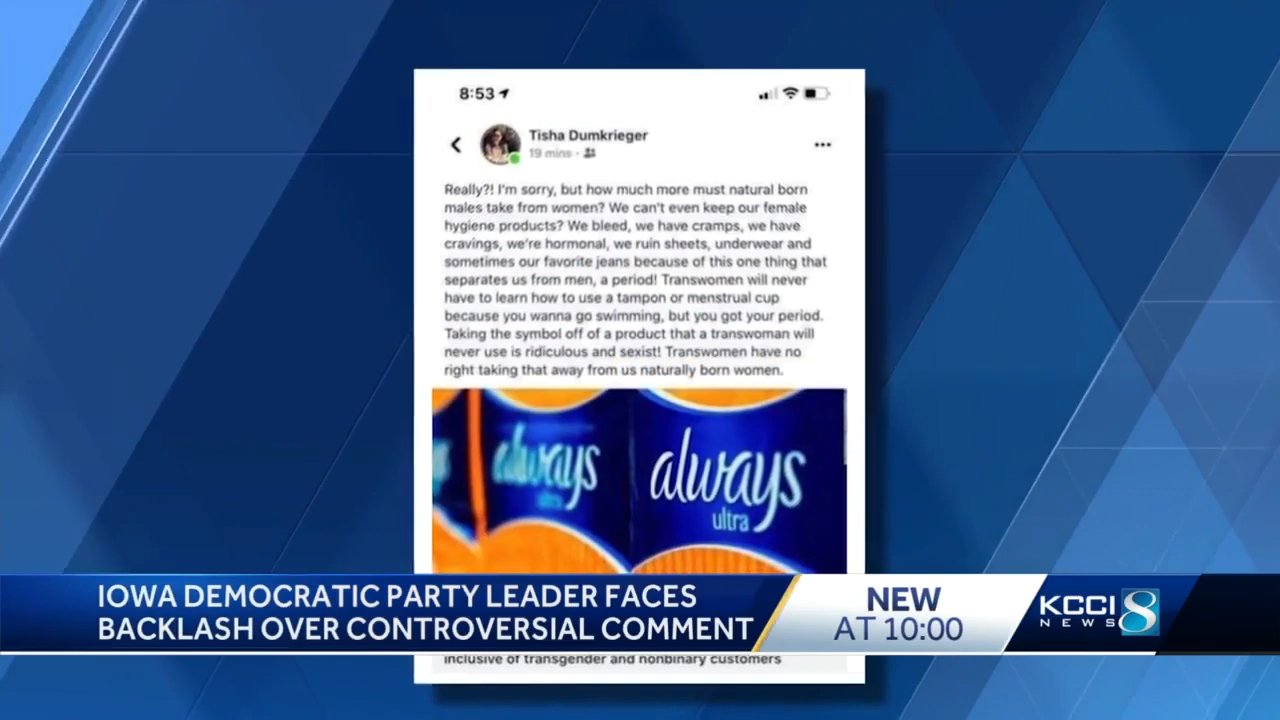 8:53
Tisha Dumkrieger
19 mins ·
Really?! I'm sorry, but how much more must natural born
males take from women? We can't even keep our female
hygiene products? We bleed, we have cramps, we have
cravings, we're hormonal, we ruin sheets, underwear and
sometimes our favorite jeans because of this one thing that
separates us from men, a period! Transwomen will never
have to learn how to use a tampon or menstrual cup
because you wanna go swimming, but you got your period.
Taking the symbol off of a product that a transwoman will
never use is ridiculous and sexist! Transwomen have no
right taking that away from us naturally born women.
always
ultra
always
ultra
IOWA DEMOCRATIC PARTY LEADER FACES
BACKLASH OVER CONTROVERSIAL COMMENT
NEW
AT 10:00
KCCI 8
NEWS
inclusive of transgender and nonbinary customers